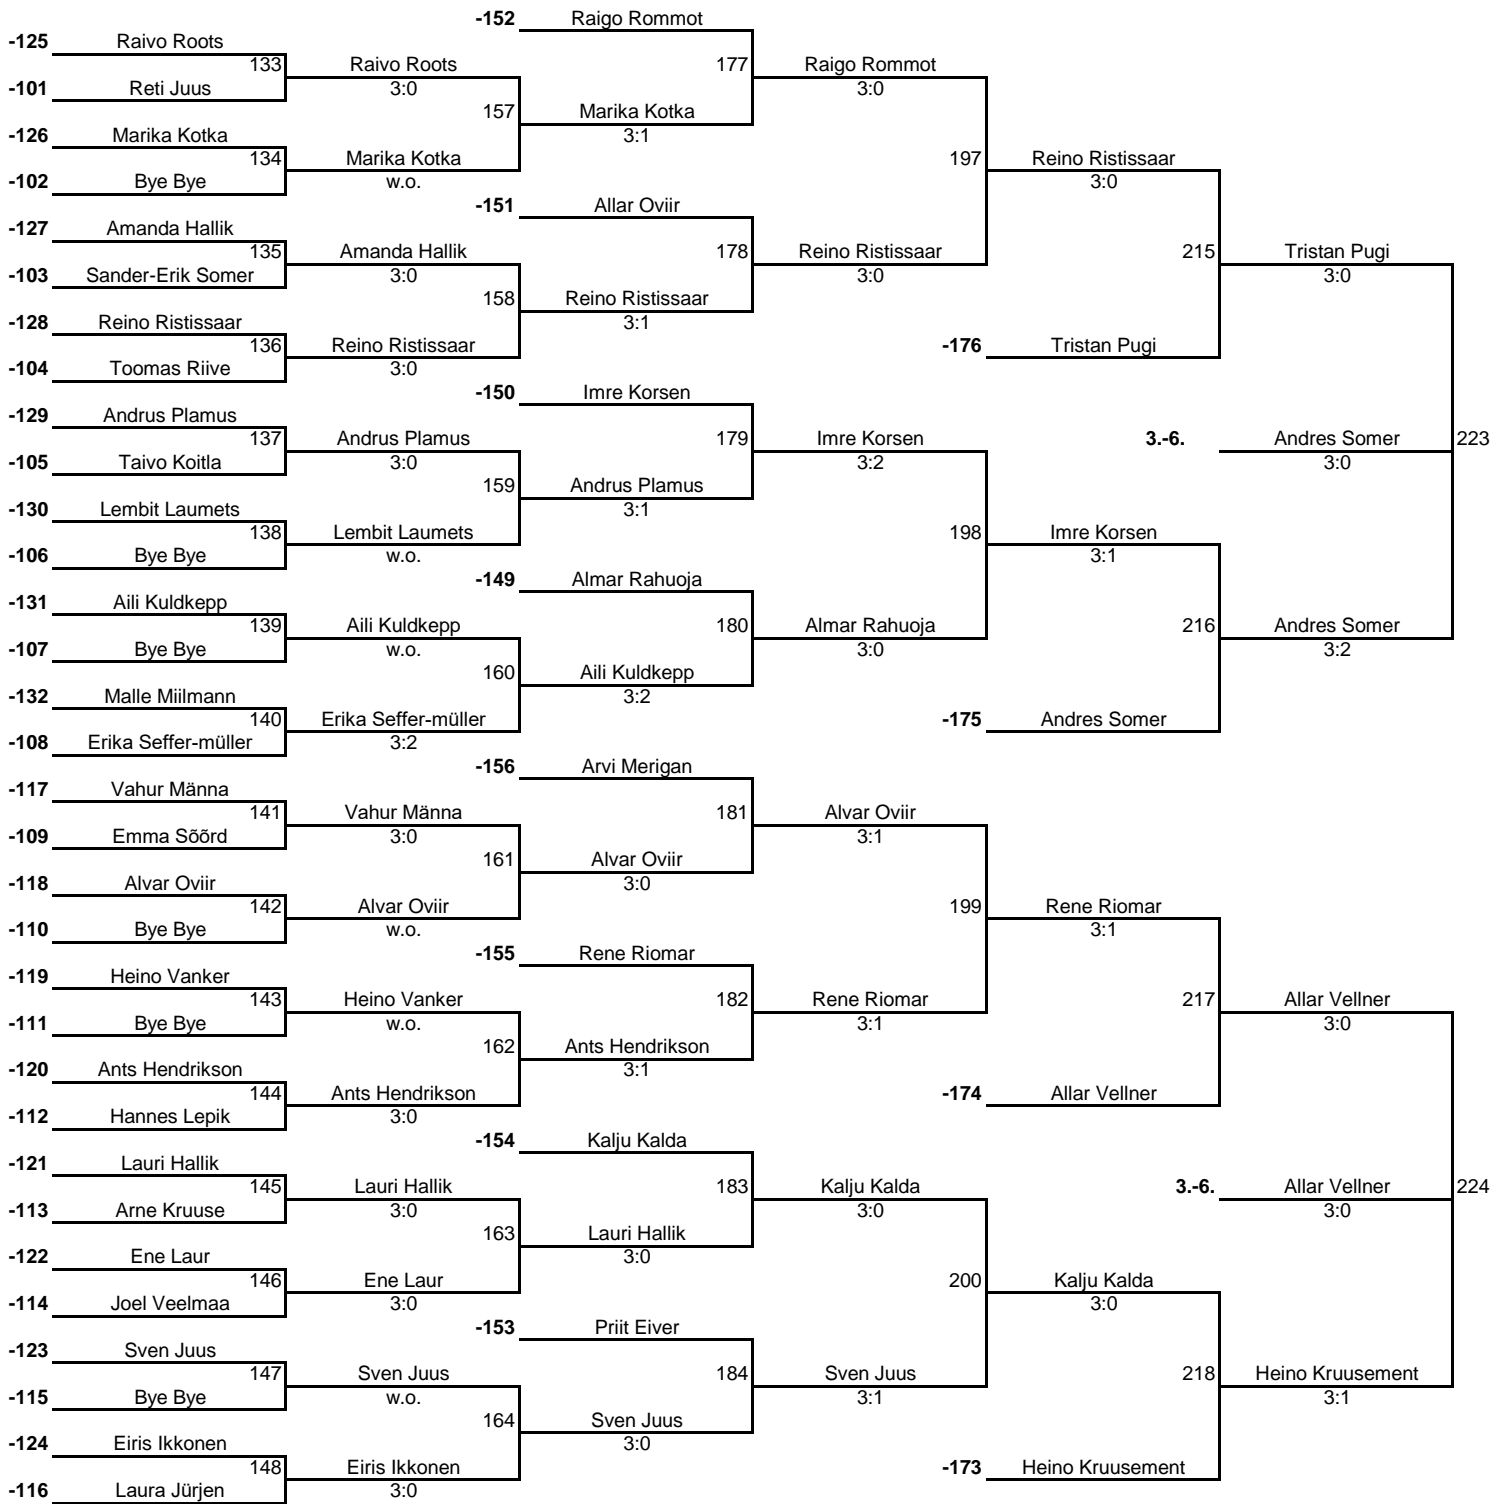 -152 Raigo Rommot
-125 Raivo Roots
133 Raivo Roots 177 Raigo Rommot
-101 Reti Juus 3:0 3:0
157 Marika Kotka
-126 Marika Kotka 3:1
134 Marika Kotka 197 Reino Ristissaar
-102 Bye Bye w.o. 3:0
-151 Allar Oviir
-127 Amanda Hallik
135 Amanda Hallik 178 Reino Ristissaar 215 Tristan Pugi
-103 Sander-Erik Somer 3:0 3:0 3:0
158 Reino Ristissaar
-128 Reino Ristissaar 3:1
136 Reino Ristissaar -176 Tristan Pugi
-104 Toomas Riive 3:0
-150 Imre Korsen
-129 Andrus Plamus
137 Andrus Plamus 179 Imre Korsen 3.-6. Andres Somer 223
-105 Taivo Koitla 3:0 3:2 3:0
159 Andrus Plamus
-130 Lembit Laumets 3:1
138 Lembit Laumets 198 Imre Korsen
-106 Bye Bye w.o. 3:1
-149 Almar Rahuoja
-131 Aili Kuldkepp
139 Aili Kuldkepp 180 Almar Rahuoja 216 Andres Somer
-107 Bye Bye w.o. 3:0 3:2
160 Aili Kuldkepp
-132 Malle Miilmann 3:2
140 Erika Seffer-müller -175 Andres Somer
-108 Erika Seffer-müller 3:2
-156 Arvi Merigan
-117 Vahur Männa
141 Vahur Männa 181 Alvar Oviir
-109 Emma Sõõrd 3:0 3:1
161 Alvar Oviir
-118 Alvar Oviir 3:0
142 Alvar Oviir 199 Rene Riomar
-110 Bye Bye w.o. 3:1
-155 Rene Riomar
-119 Heino Vanker
143 Heino Vanker 182 Rene Riomar 217 Allar Vellner
-111 Bye Bye w.o. 3:1 3:0
162 Ants Hendrikson
-120 Ants Hendrikson 3:1
144 Ants Hendrikson -174 Allar Vellner
-112 Hannes Lepik 3:0
-154 Kalju Kalda
-121 Lauri Hallik
145 Lauri Hallik 183 Kalju Kalda 3.-6. Allar Vellner 224
-113 Arne Kruuse 3:0 3:0 3:0
163 Lauri Hallik
-122 Ene Laur 3:0
146 Ene Laur 200 Kalju Kalda
-114 Joel Veelmaa 3:0 3:0
-153 Priit Eiver
-123 Sven Juus
147 Sven Juus 184 Sven Juus 218 Heino Kruusement
-115 Bye Bye w.o. 3:1 3:1
164 Sven Juus
-124 Eiris Ikkonen 3:0
148 Eiris Ikkonen -173 Heino Kruusement
-116 Laura Jürjen 3:0